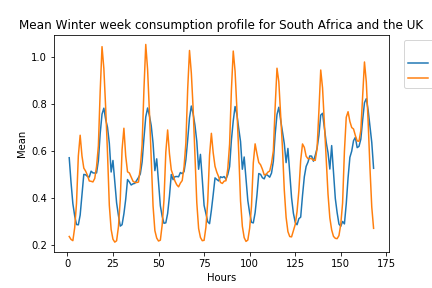 Mean Winter week consumption profile for South Africa and the UK
Mean
1.0
0.8
0.6
0.4
0.2
0 25 50 75 100 125 150 175
Hours